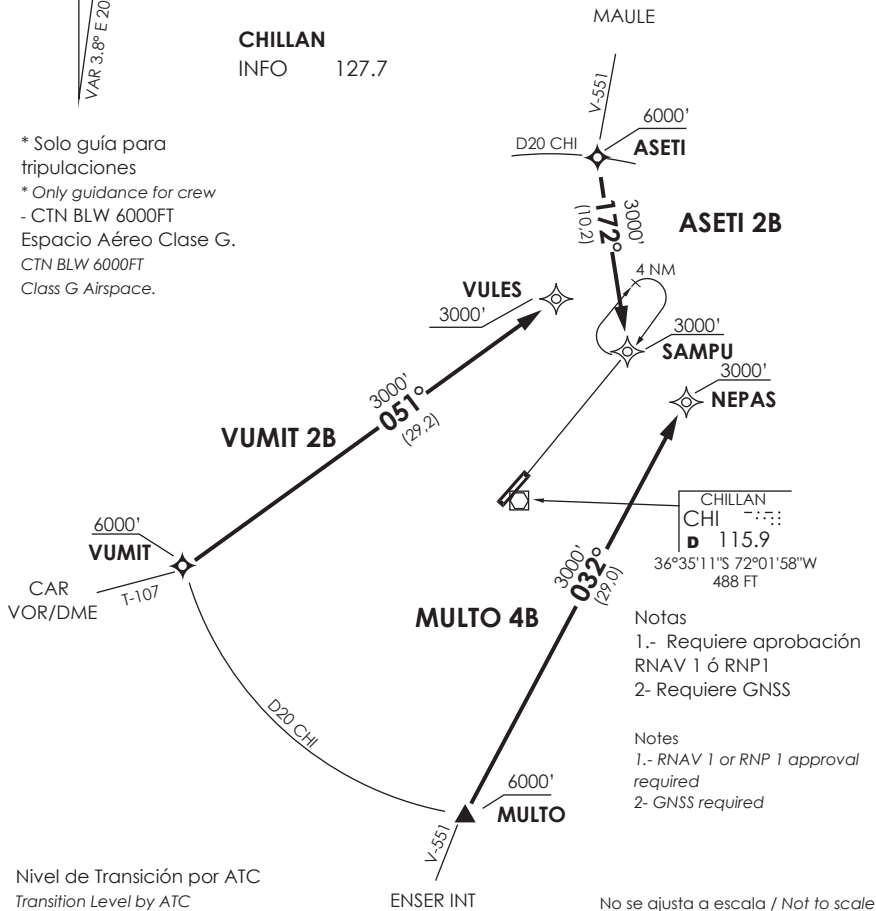 VAR 3.8° E 20
CHILLAN
INFO 127.7
MAULE
V-551
6000'
D20 CHI
ASETI
* Solo guía para
tripulaciones
* Only guidance for crew
- CTN BLW 6000FT
Espacio Aéreo Clase G.
CTN BLW 6000FT
Class G Airspace.
3000'
172°
(10,2)
ASETI 2B
4 NM
VULES
3000'
3000'
SAMPU
3000'
NEPAS
3000'
051°
(29,2)
VUMIT 2B
CHILLAN
CHI
D 115.9
36°35'11"S 72°01'58"W
488 FT
6000'
VUMIT
CAR
VOR/DME
T-107
3000'
032°
(29,0)
MULTO 4B
Notas
1.- Requiere aprobación
RNAV 1 ó RNP1
2- Requiere GNSS
Notes
1.- RNAV 1 or RNP 1 approval
required
2- GNSS required
D20 CHI
6000'
MULTO
V-551
ENSER INT
Nivel de Transición por ATC
Transition Level by ATC
No se ajusta a escala / Not to scale